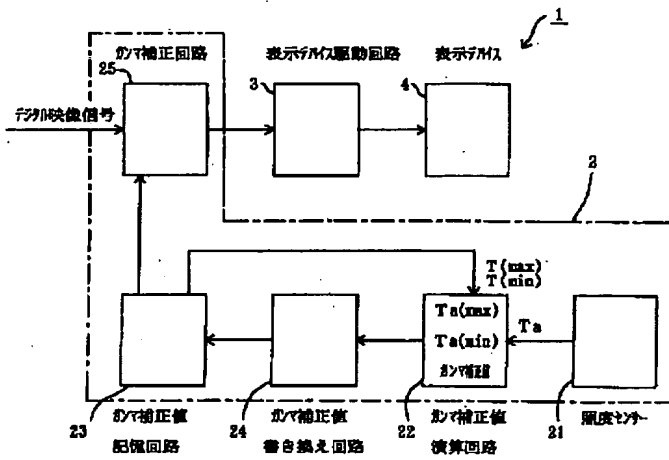 1
ガンマ補正回路
表示デバイス駆動回路
表示デバイス
25
3
4
デジタル映像信号
2
T(max)
T(min)
Ta(max)
Ta(min)
ガンマ補正値
Ta
23
ガンマ補正値
記憶回路
24
ガンマ補正値
書き換え回路
22
ガンマ補正値
演算回路
21
照度センサー